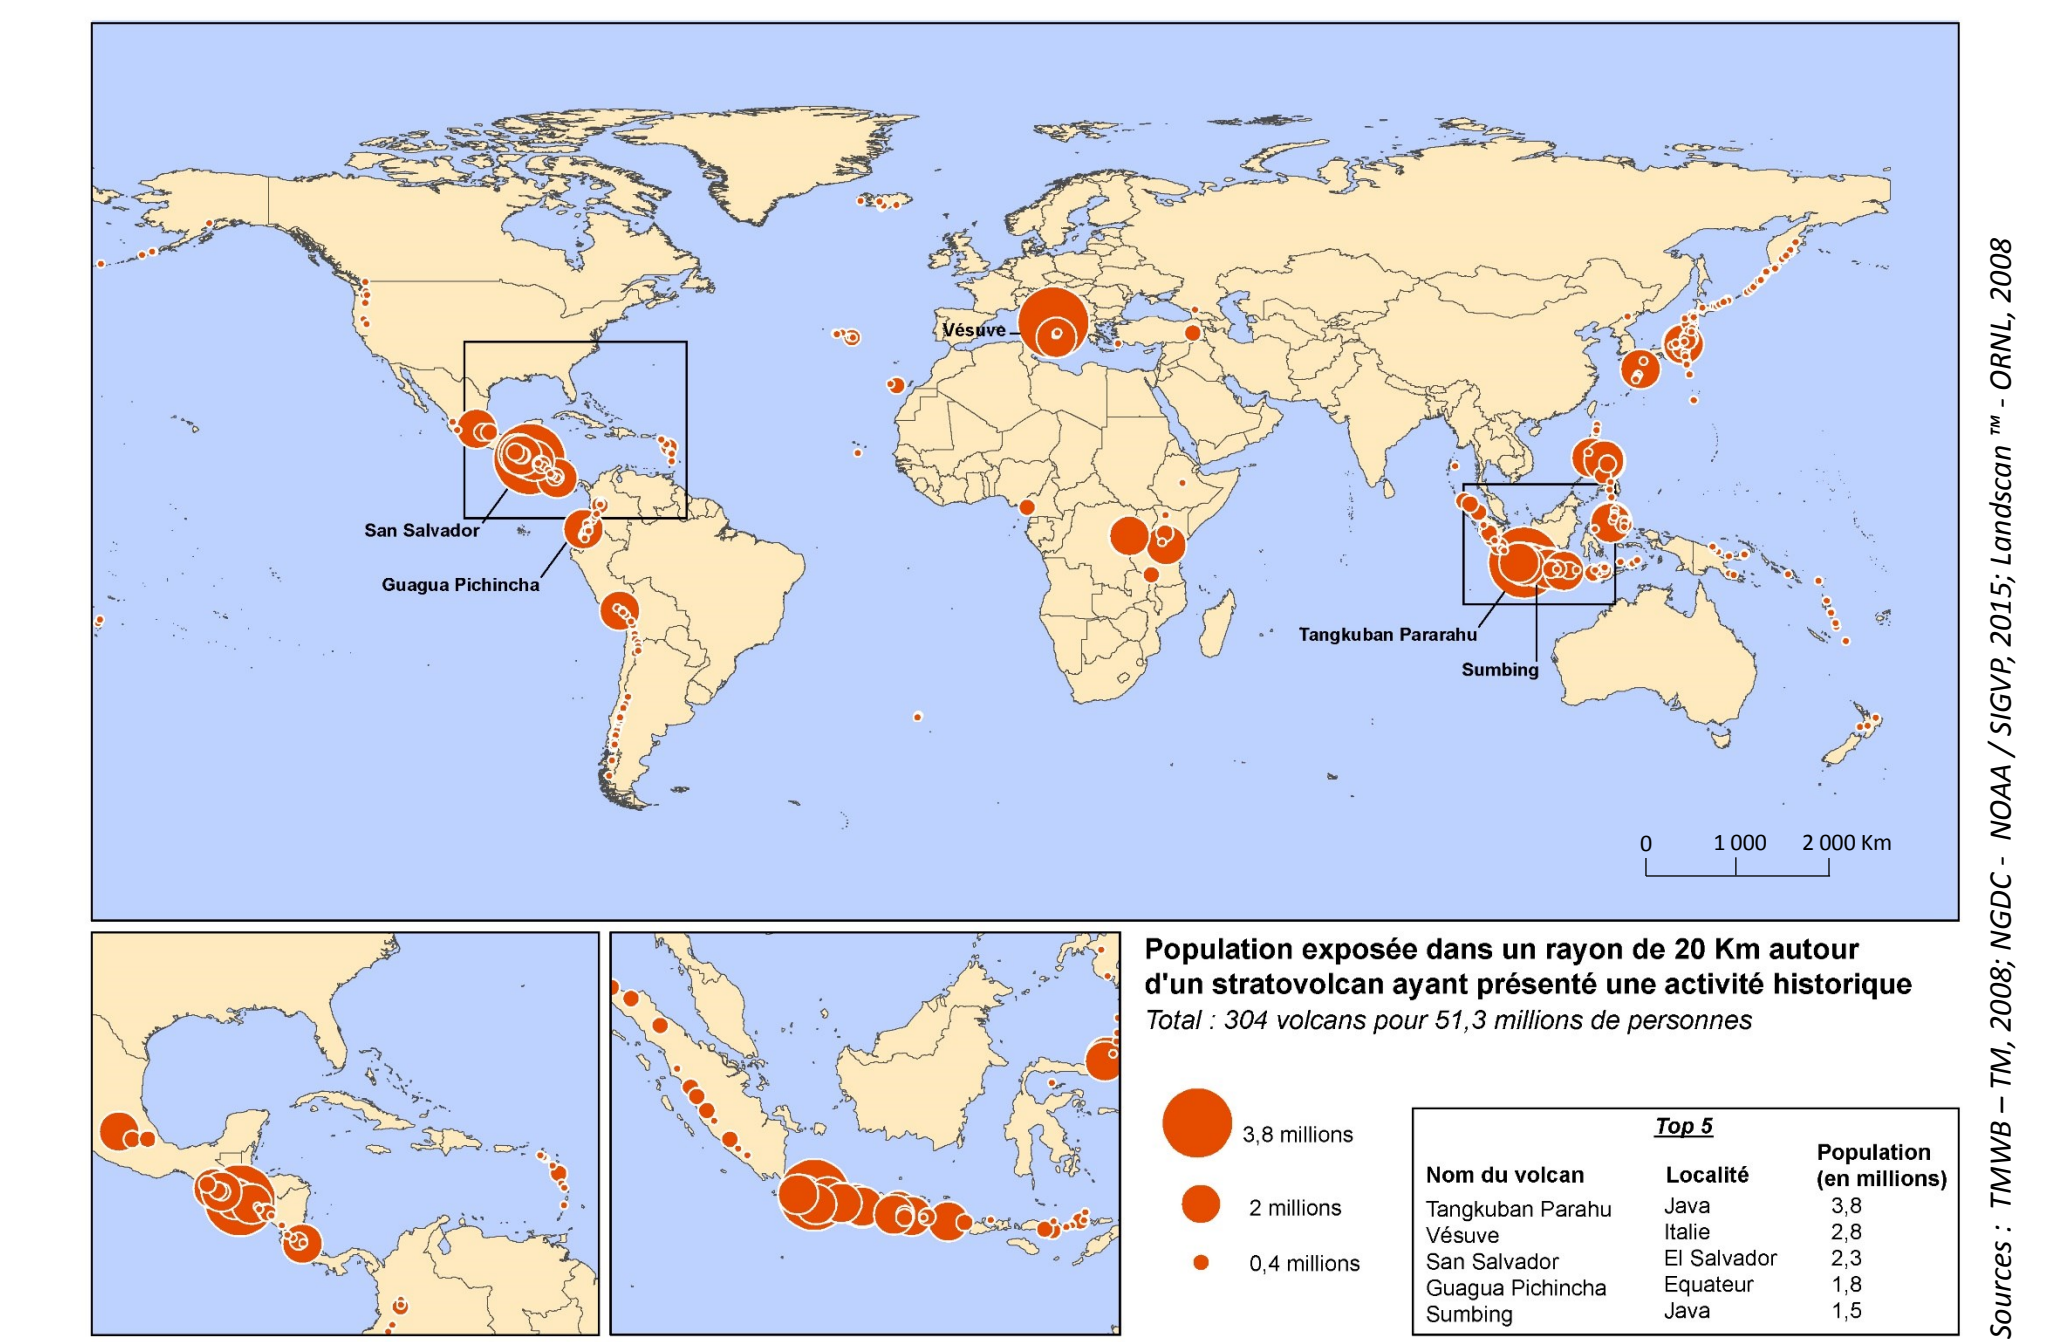 Vésuve
San Salvador
Guagua Pichincha
Tangkuban Pararahu
Sumbing
0 1 000 2 000 Km
Population exposée dans un rayon de 20 Km autour
d'un stratovolcan ayant présenté une activité historique
Total : 304 volcans pour 51,3 millions de personnes
3,8 millions
2 millions
0,4 millions
Top 5
Nom du volcan Localité Population (en millions)
Tangkuban Parahu Java 3,8
Vésuve Italie 2,8
San Salvador El Salvador 2,3
Guagua Pichincha Equateur 1,8
Sumbing Java 1,5
Sources : TMWB – TM, 2008; NGDC - NOAA / SIGVP, 2015; Landscan ™ - ORNL, 2008